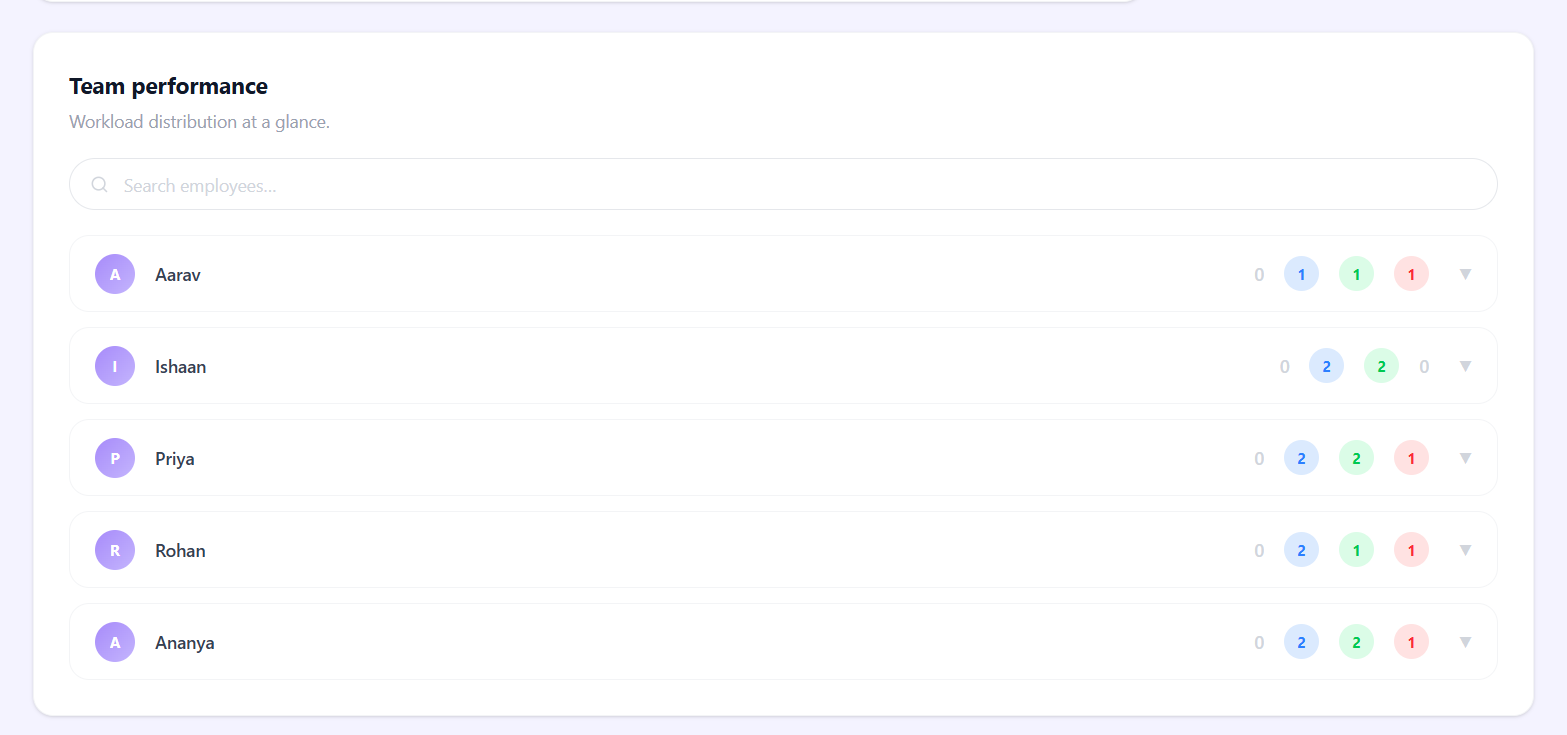 Team performance
Workload distribution at a glance.
Search employees...
A Aarav 0 1 1 1 ▼
I Ishaan 0 2 2 0 ▼
P Priya 0 2 2 1 ▼
R Rohan 0 2 1 1 ▼
A Ananya 0 2 2 1 ▼